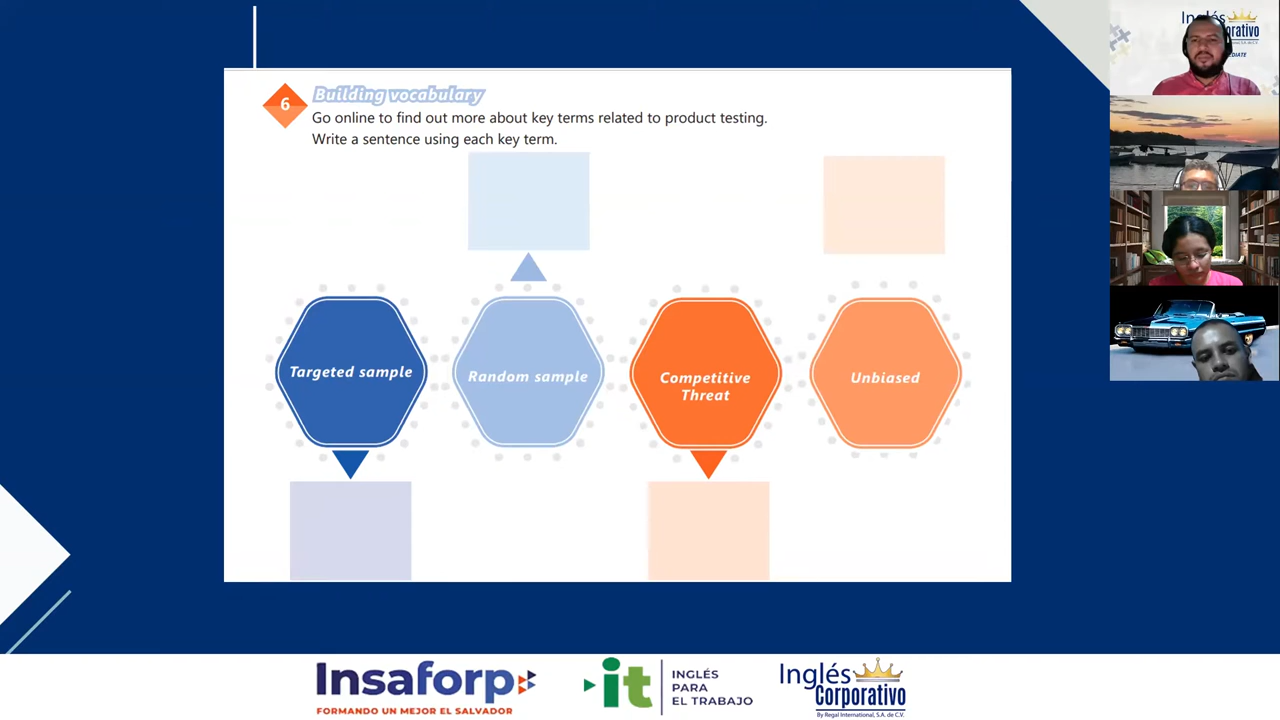 6
Building vocabulary
Go online to find out more about key terms related to product testing.
Write a sentence using each key term.
Targeted sample
Random sample
Competitive
Threat
Unbiased
Insaforp
FORMANDO UN MEJOR EL SALVADOR
it
INGLÉS
PARA
EL TRABAJO
Inglés
Corporativo
By Regal International, S.A. de C.V.
Inglés